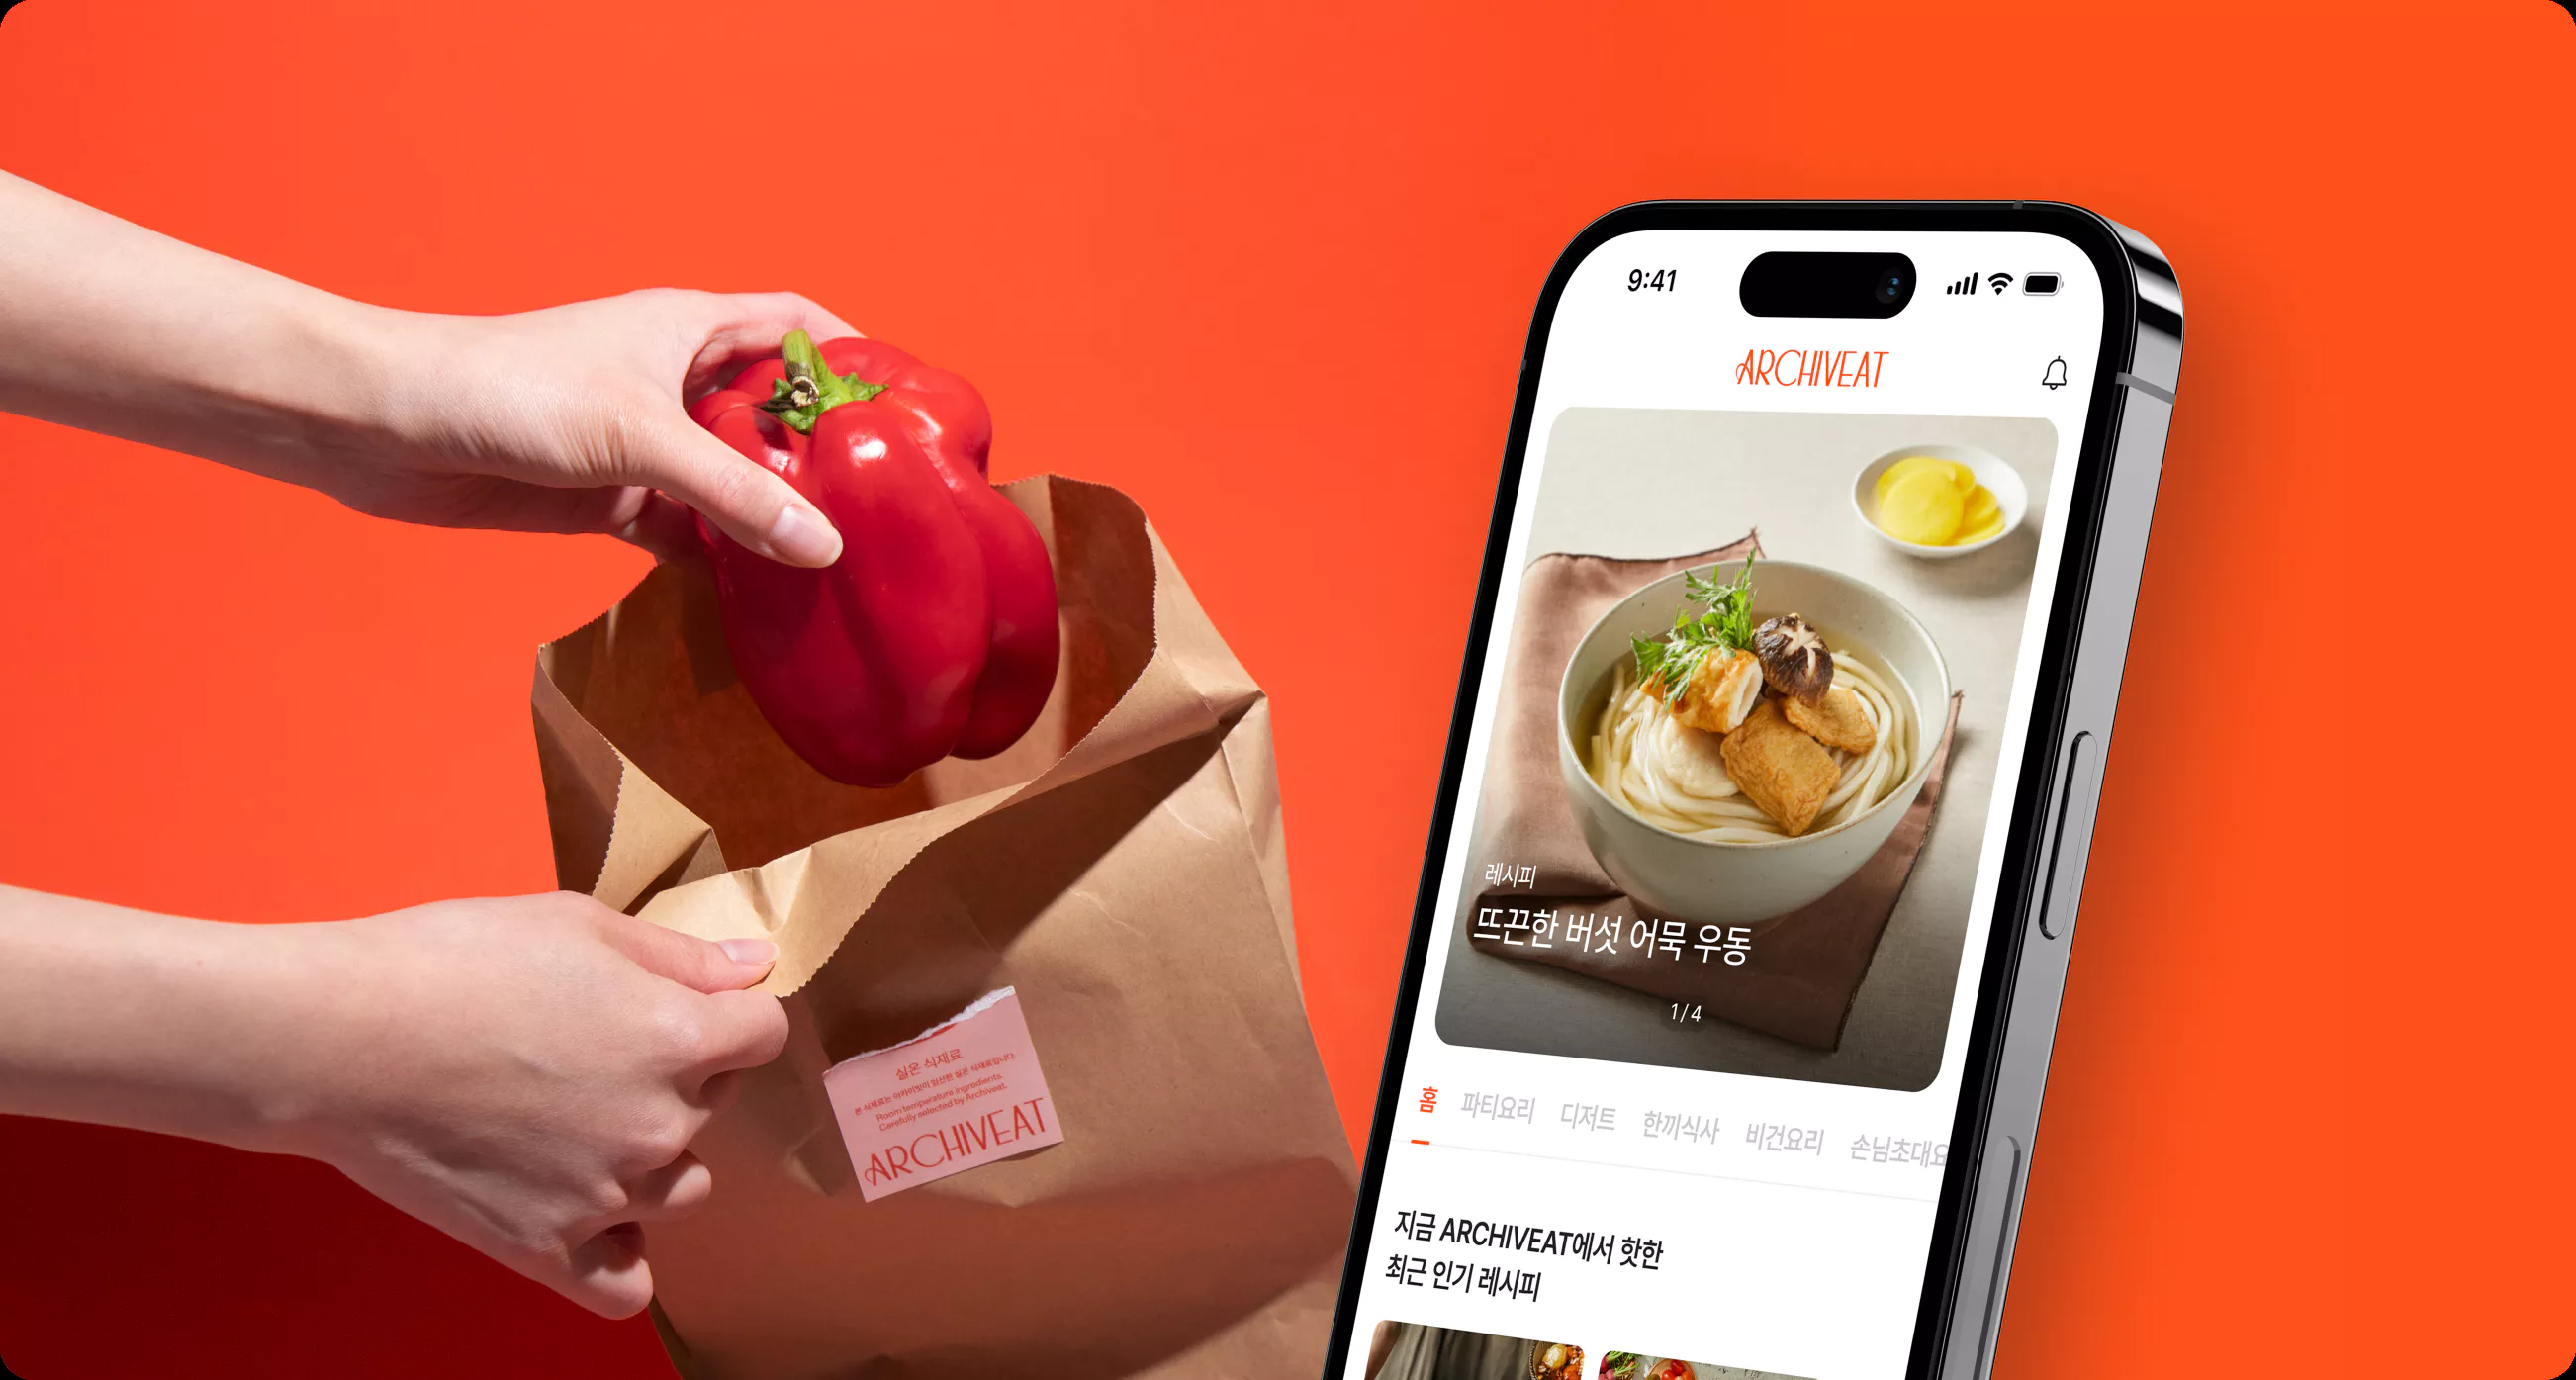 실온 식재료
본 식재료는 아카이빗이 엄선한 실온 식재료입니다.
Room temperature ingredients.
Carefully selected by Archiveat.
ARCHIVEAT
9:41
ARCHIVEAT
레시피
뜨끈한 버섯 어묵 우동
1 / 4
홈 파티요리 디저트 한끼식사 비건요리 손님초대요
지금 ARCHIVEAT에서 핫한
최근 인기 레시피